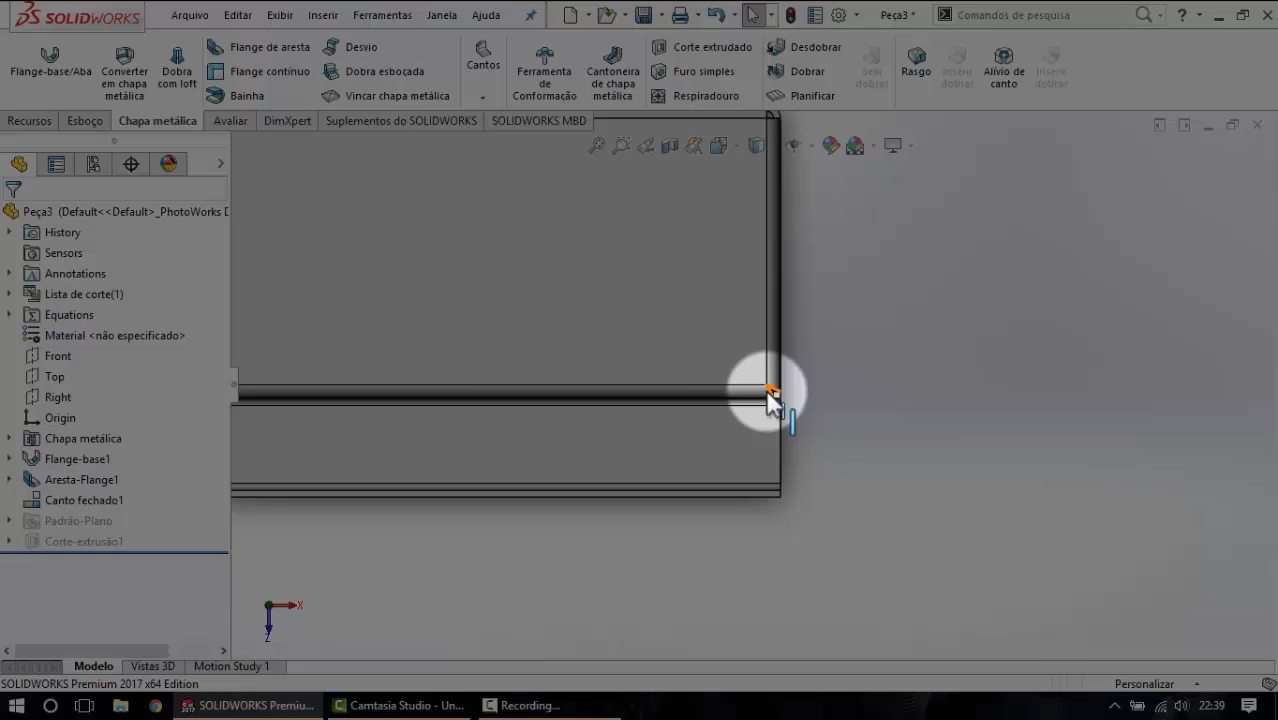 SOLIDWORKS
Arquivo
Editar
Exibir
Inserir
Ferramentas
Janela
Ajuda
Peça3 *
Comandos de pesquisa
Flange-base/Aba
Converter em chapa metálica
Dobra com loft
Flange de aresta
Flange contínuo
Bainha
Desvio
Dobra esboçada
Vincar chapa metálica
Cantos
Ferramenta de Conformação
Cantoneira de chapa metálica
Corte extrudado
Furo simples
Respiradouro
Desdobrar
Dobrar
Planificar
Sem dobrar
Rasgo
Inserir dobrar
Alívio de canto
Inserir dobrar
Recursos
Esboço
Chapa metálica
Avaliar
DimXpert
Suplementos do SOLIDWORKS
SOLIDWORKS MBD
Peça3 (Default<<Default>_PhotoWorks D
History
Sensors
Annotations
Lista de corte(1)
Equations
Material <não especificado>
Front
Top
Right
Origin
Chapa metálica
Flange-base1
Aresta-Flange1
Canto fechado1
Padrão-Plano
Corte-extrusão1
X
Z
Modelo
Vistas 3D
Motion Study 1
SOLIDWORKS Premium 2017 x64 Edition
Personalizar
SOLIDWORKS Premiu...
Camtasia Studio - Un...
Recording...
22:39